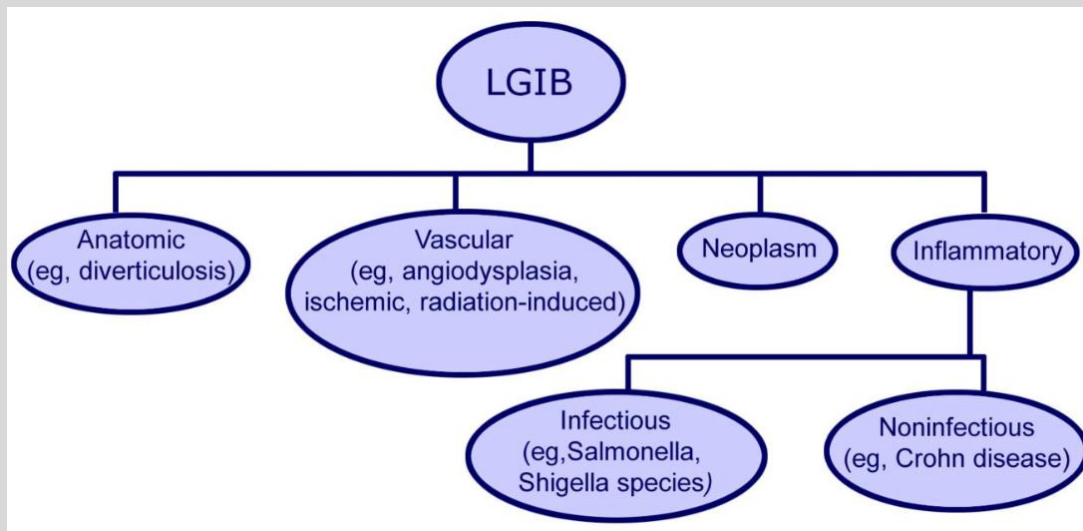 LGIB
Anatomic
(eg, diverticulosis)
Vascular
(eg, angiodysplasia,
ischemic, radiation-induced)
Neoplasm
Inflammatory
Infectious
(eg,Salmonella,
Shigella species)
Noninfectious
(eg, Crohn disease)